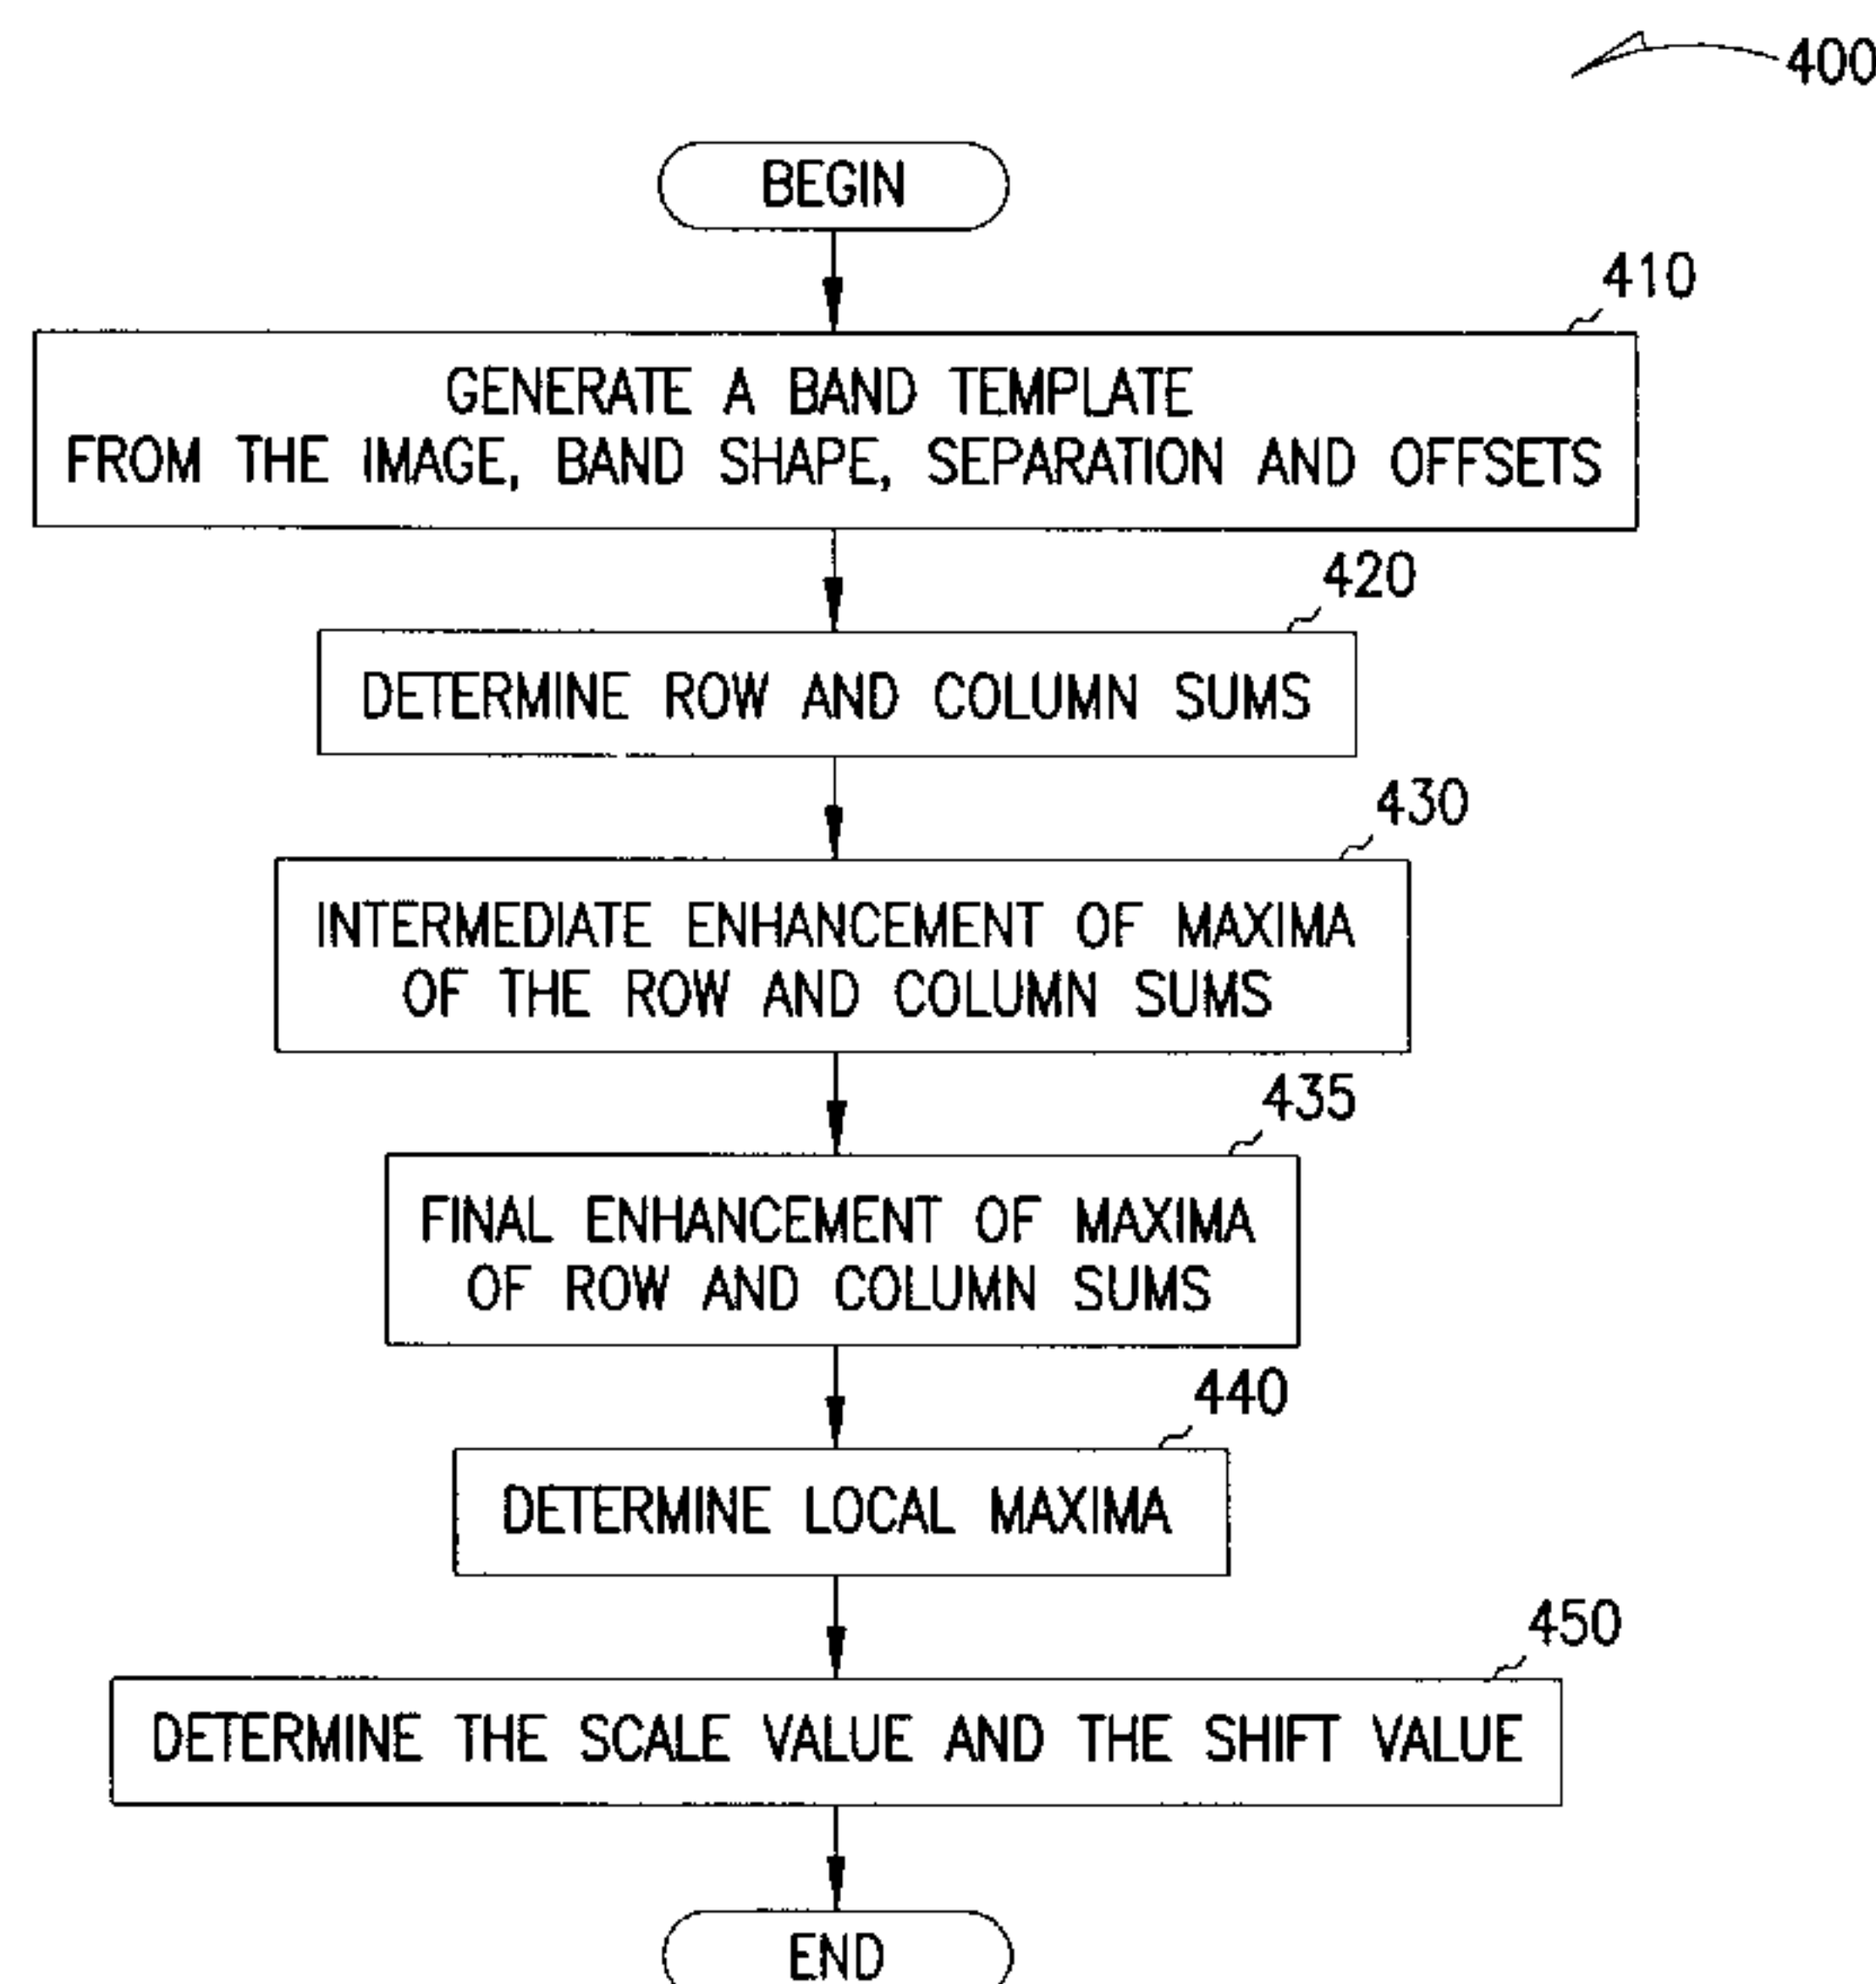 400
BEGIN
410
GENERATE A BAND TEMPLATE
FROM THE IMAGE, BAND SHAPE, SEPARATION AND OFFSETS
420
DETERMINE ROW AND COLUMN SUMS
430
INTERMEDIATE ENHANCEMENT OF MAXIMA
OF THE ROW AND COLUMN SUMS
435
FINAL ENHANCEMENT OF MAXIMA
OF ROW AND COLUMN SUMS
440
DETERMINE LOCAL MAXIMA
450
DETERMINE THE SCALE VALUE AND THE SHIFT VALUE
END